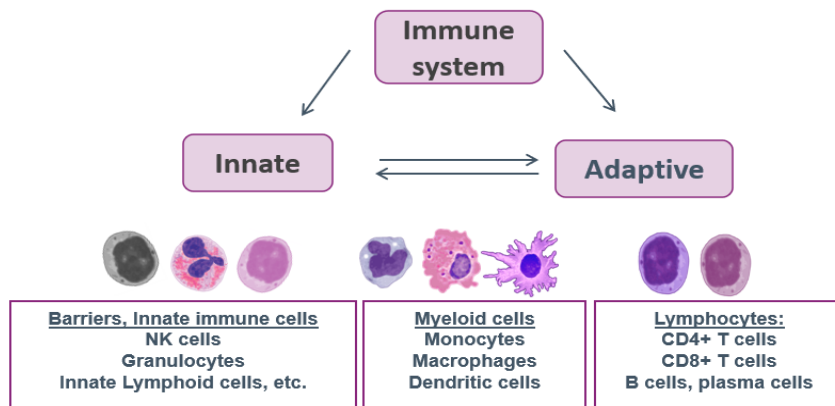 Immune
system
Innate
Adaptive
Barriers, Innate immune cells
NK cells
Granulocytes
Innate Lymphoid cells, etc.
Myeloid cells
Monocytes
Macrophages
Dendritic cells
Lymphocytes:
CD4+ T cells
CD8+ T cells
B cells, plasma cells